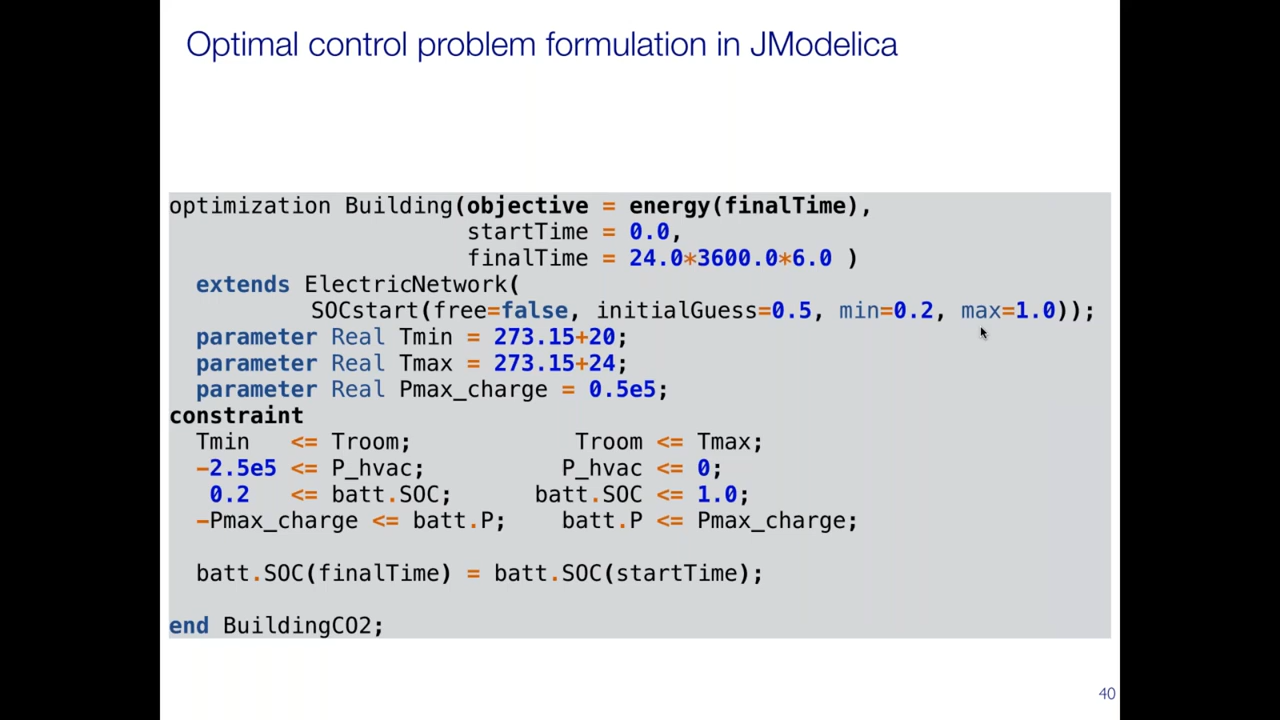 Optimal control problem formulation in JModelica
optimization Building(objective = energy(finalTime),
startTime = 0.0,
finalTime = 24.0*3600.0*6.0 )
extends ElectricNetwork(
SOCstart(free=false, initialGuess=0.5, min=0.2, max=1.0));
parameter Real Tmin = 273.15+20;
parameter Real Tmax = 273.15+24;
parameter Real Pmax_charge = 0.5e5;
constraint
Tmin <= Troom; Troom <= Tmax;
-2.5e5 <= P_hvac; P_hvac <= 0;
0.2 <= batt.SOC; batt.SOC <= 1.0;
-Pmax_charge <= batt.P; batt.P <= Pmax_charge;
batt.SOC(finalTime) = batt.SOC(startTime);
end BuildingCO2;
40